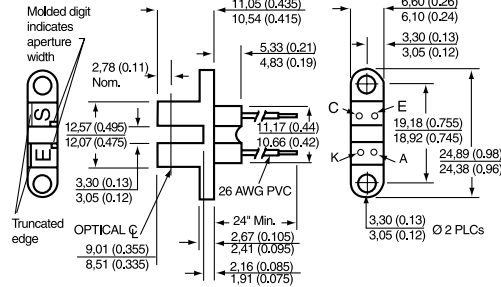 Molded digit
indicates
aperture
width
11,05 (0.435)
10,54 (0.415)
6,60 (0.26)
6,10 (0.24)
5,33 (0.21)
4,83 (0.19)
3,30 (0.13)
3,05 (0.12)
2,78 (0.11)
Nom.
S
E
12,57 (0.495)
12,07 (0.475)
11,17 (0.44)
10,66 (0.42)
C
E
K
A
19,18 (0.755)
18,92 (0.745)
24,89 (0.98)
24,38 (0.96)
3,30 (0.13)
3,05 (0.12)
26 AWG PVC
Truncated
edge
OPTICAL ℄
24" Min.
9,01 (0.355)
8,51 (0.335)
2,67 (0.105)
2,41 (0.095)
2,16 (0.085)
1,91 (0.075)
3,30 (0.13)
3,05 (0.12)
Ø 2 PLCs